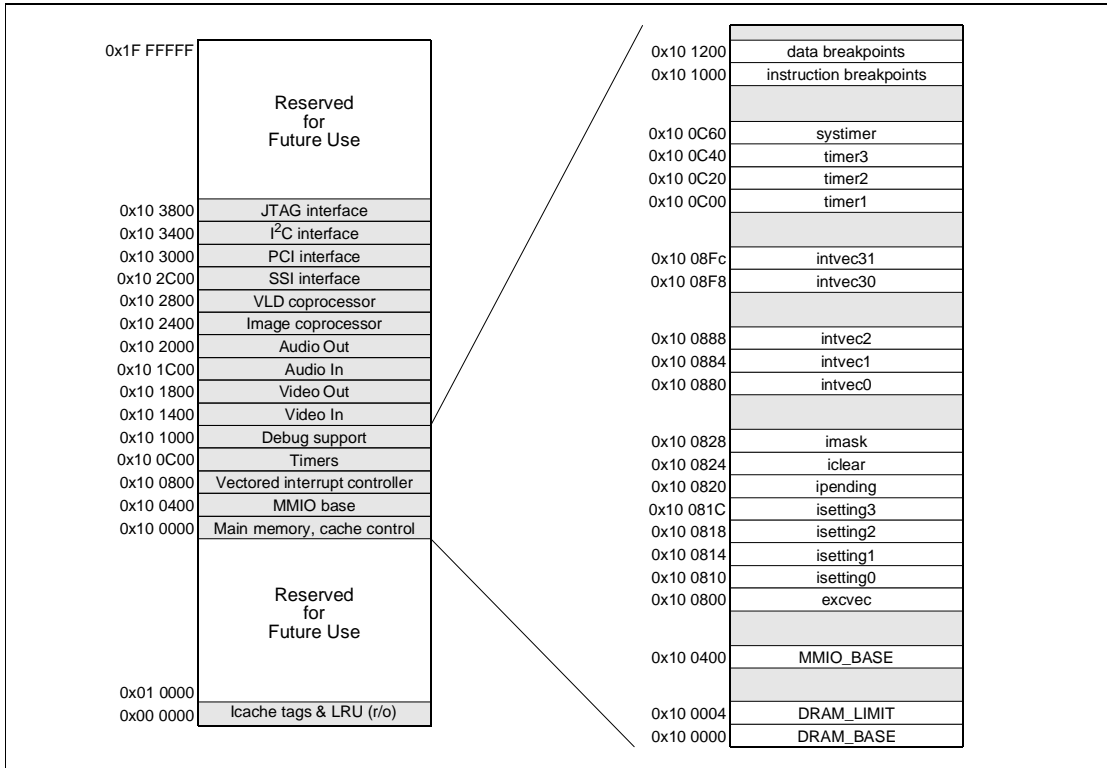 0x1F FFFFF
Reserved
for
Future Use
0x10 3800 JTAG interface
0x10 3400 I2C interface
0x10 3000 PCI interface
0x10 2C00 SSI interface
0x10 2800 VLD coprocessor
0x10 2400 Image coprocessor
0x10 2000 Audio Out
0x10 1C00 Audio In
0x10 1800 Video Out
0x10 1400 Video In
0x10 1000 Debug support
0x10 0C00 Timers
0x10 0800 Vectored interrupt controller
0x10 0400 MMIO base
0x10 0000 Main memory, cache control
Reserved
for
Future Use
0x01 0000
0x00 0000 Icache tags & LRU (r/o)
0x10 1200 data breakpoints
0x10 1000 instruction breakpoints
0x10 0C60 systimer
0x10 0C40 timer3
0x10 0C20 timer2
0x10 0C00 timer1
0x10 08Fc intvec31
0x10 08F8 intvec30
0x10 0888 intvec2
0x10 0884 intvec1
0x10 0880 intvec0
0x10 0828 imask
0x10 0824 iclear
0x10 0820 ipending
0x10 081C isetting3
0x10 0818 isetting2
0x10 0814 isetting1
0x10 0810 isetting0
0x10 0800 excvec
0x10 0400 MMIO_BASE
0x10 0004 DRAM_LIMIT
0x10 0000 DRAM_BASE